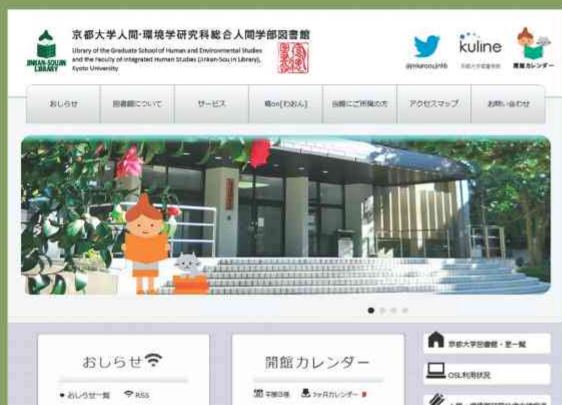 京都大学人間・環境学研究科総合人間学部図書館
Library of the Graduate School of Human and Environmental Studies
and the Faculty of Integrated Human Studies (Jinkan-Soujin Library),
Kyoto University
JINKAN-SOUJIN
LIBRARY
kuline
開館カレンダー
おしらせ
図書館について
サービス
環on[わおん]
当館にご所属の方
アクセスマップ
お問い合わせ
おしらせ
おしらせ一覧
RSS
開館カレンダー
年間日程
3ヶ月カレンダー
京都大学図書館・室一覧
OSL利用状況